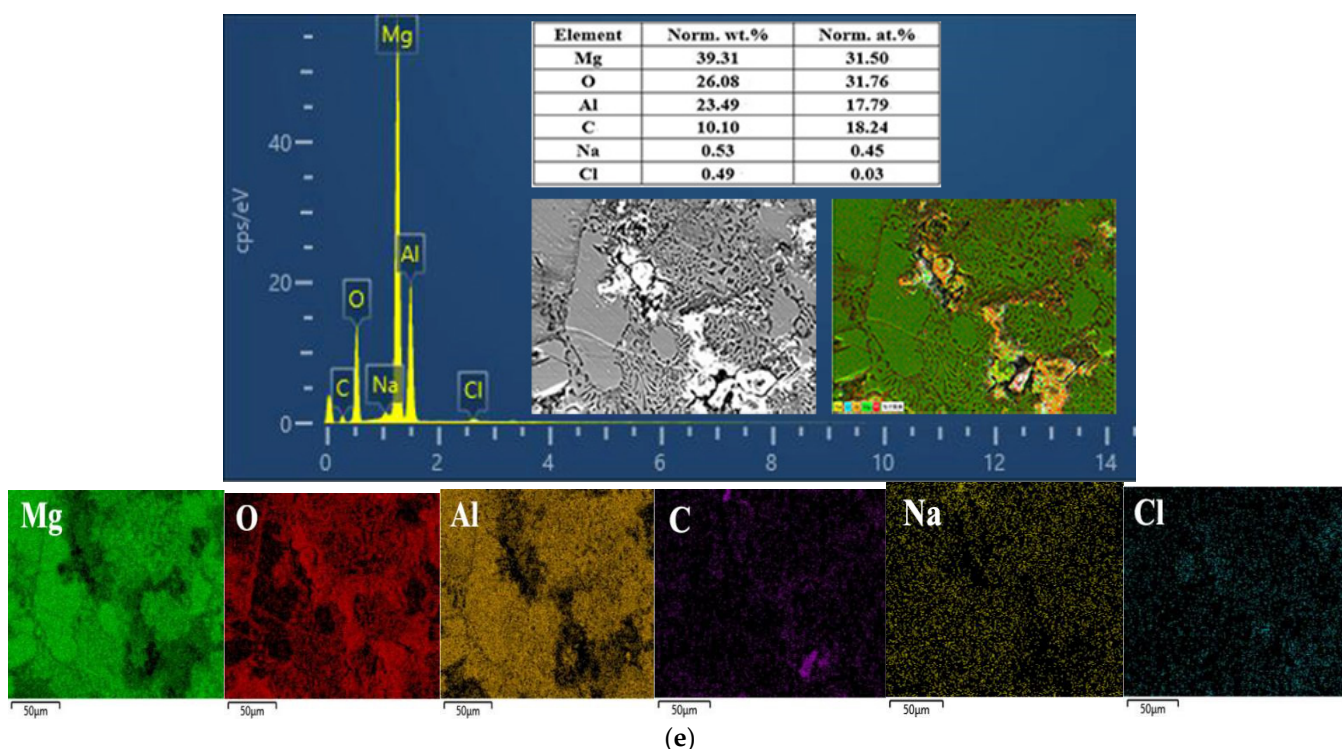 Mg
Element Norm. wt.% Norm. at.%
Mg 39.31 31.50
O 26.08 31.76
Al 23.49 17.79
C 10.10 18.24
Na 0.53 0.45
Cl 0.49 0.03
cps/eV
40
20
0
Al
O
C
Na
Cl
0 2 4 6 8 10 12 14
Mg O Al C Na Cl
50μm 50μm 50μm 50μm 50μm 50μm
(e)